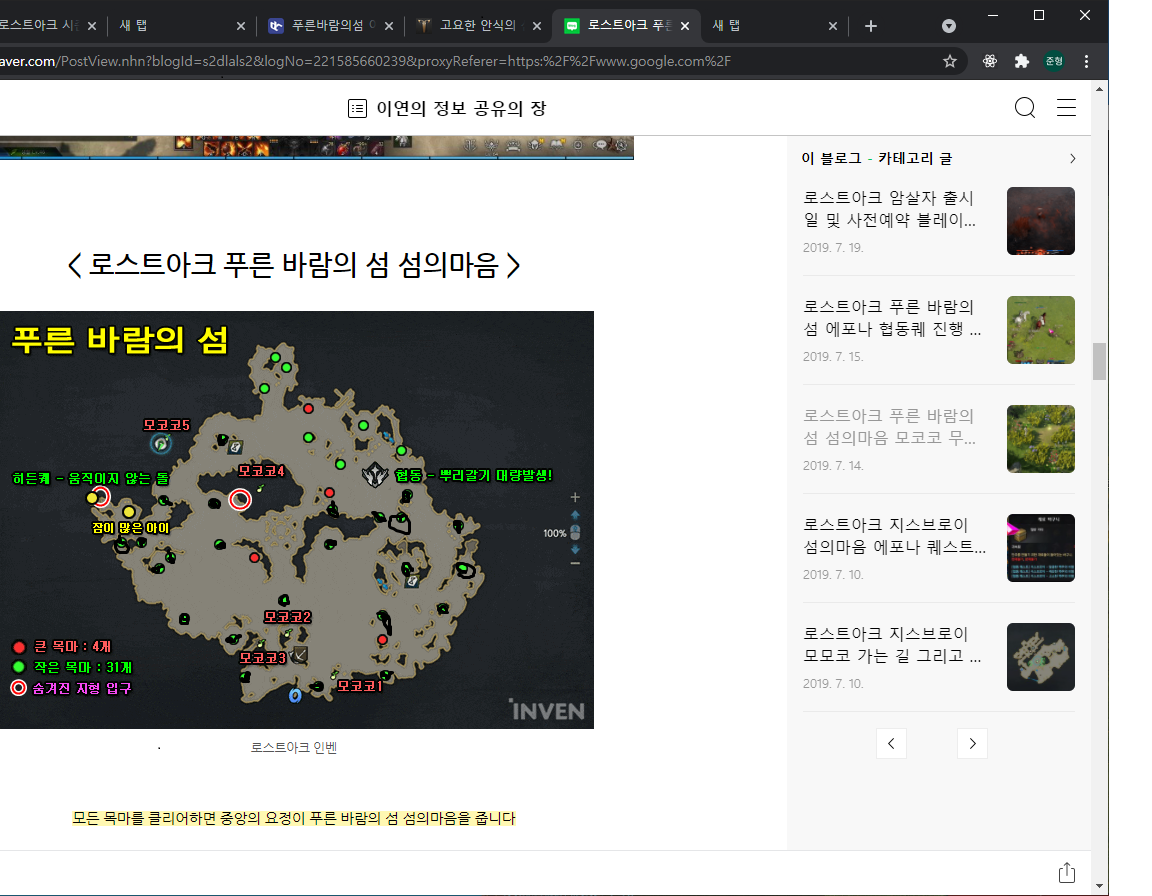 로스트아크 시
새 탭
푸른바람의섬
고요한 안식의
로스트아크 푸른
새 탭
aver.com/PostView.nhn?blogId=s2dlals2&logNo=221585660239&proxyReferer=https:%2F%2Fwww.google.com%2F
준형
이연의 정보 공유의 장
이 블로그 - 카테고리 글
로스트아크 암살자 출시
일 및 사전예약 블레이...
2019. 7. 19.
로스트아크 푸른 바람의
섬 에포나 협동퀘 진행 ...
2019. 7. 15.
로스트아크 푸른 바람의
섬 섬의마음 모코코 무...
2019. 7. 14.
로스트아크 지스브로이
섬의마음 에포나 퀘스트...
2019. 7. 10.
로스트아크 지스브로이
모모코 가는 길 그리고 ...
2019. 7. 10.
< 로스트아크 푸른 바람의 섬 섬의마음 >
푸른 바람의 섬
모코코5
모코코4
히든퀘 - 움직이지 않는 돌
협동 - 뿌리갈기 대량발생!
잠이 많은 아이
100%
모코코2
모코코3
모코코1
큰 목마 : 4개
작은 목마 : 31개
숨겨진 지형 입구
INVEN
로스트아크 인벤
모든 목마를 클리어하면 중앙의 요정이 푸른 바람의 섬 섬의마음을 줍니다